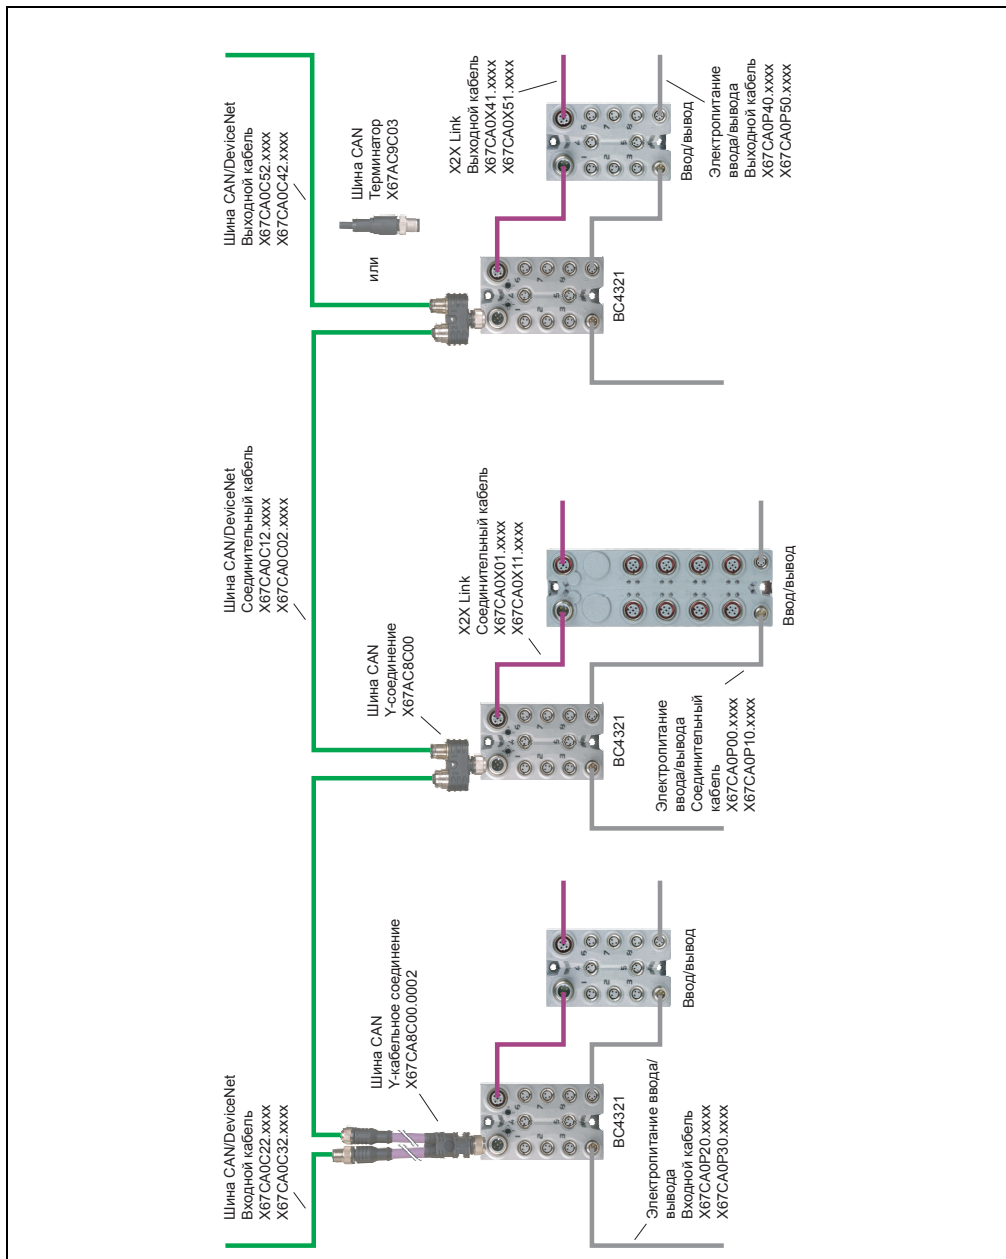 Шина CAN/DeviceNet
Входной кабель
X67CA0C22.xxxx
X67CA0C32.xxxx
Шина CAN/DeviceNet
Соединительный кабель
X67CA0C12.xxxx
X67CA0C02.xxxx
Шина CAN/DeviceNet
Выходной кабель
X67CA0C52.xxxx
X67CA0C42.xxxx
Шина CAN
Y-кабельное соединение
X67CA8C00.0002
Шина CAN
Y-соединение
X67AC8C00
или
Шина CAN
Терминатор
X67AC9C03
X2X Link
Соединительный кабель
X67CA0X01.xxxx
X67CA0X11.xxxx
X2X Link
Выходной кабель
X67CA0X41.xxxx
X67CA0X51.xxxx
BC4321
BC4321
BC4321
Электропитание ввода/
вывода
Входной кабель
X67CA0P20.xxxx
X67CA0P30.xxxx
Ввод/вывод
Электропитание
ввода/вывода
Соединительный
кабель
X67CA0P00.xxxx
X67CA0P10.xxxx
Ввод/вывод
Ввод/вывод
Электропитание
ввода/вывода
Выходной кабель
X67CA0P40.xxxx
X67CA0P50.xxxx